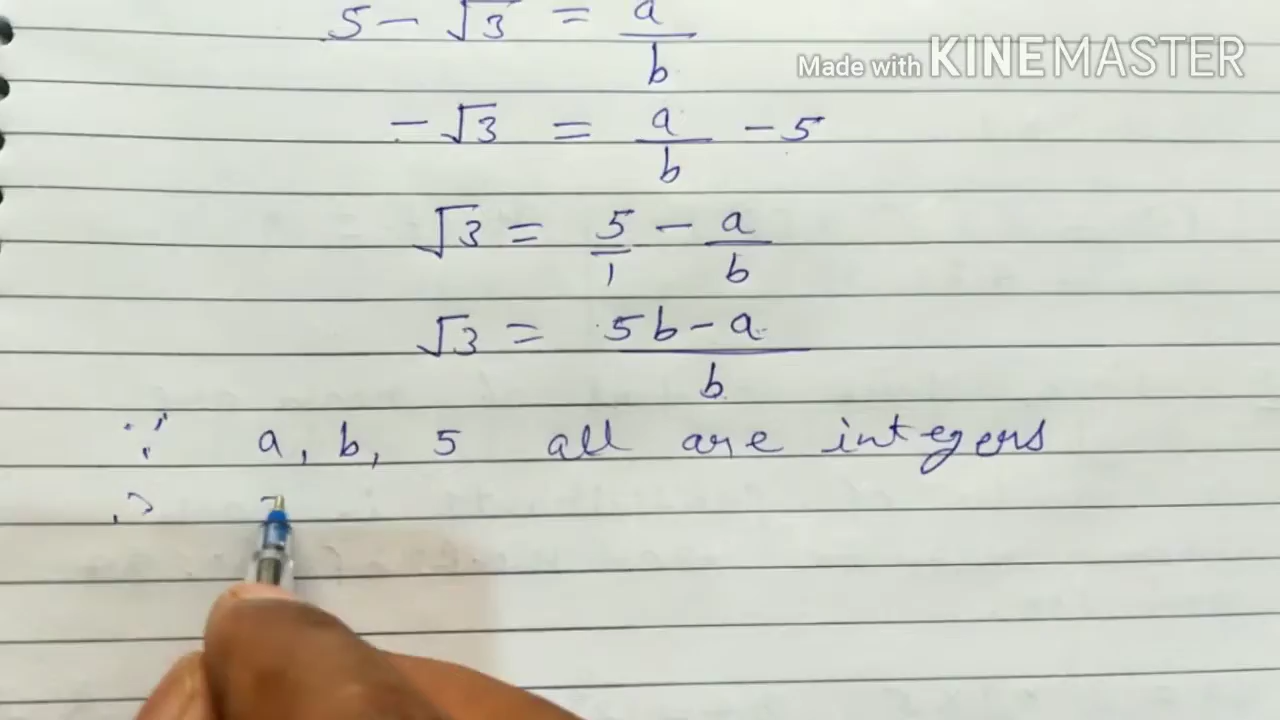 5 - √3 = a/b
Made with KINEMASTER
-√3 = a/b - 5
√3 = 5/1 - a/b
√3 = 5b - a/b
∵ a, b, 5 all are integers
∴